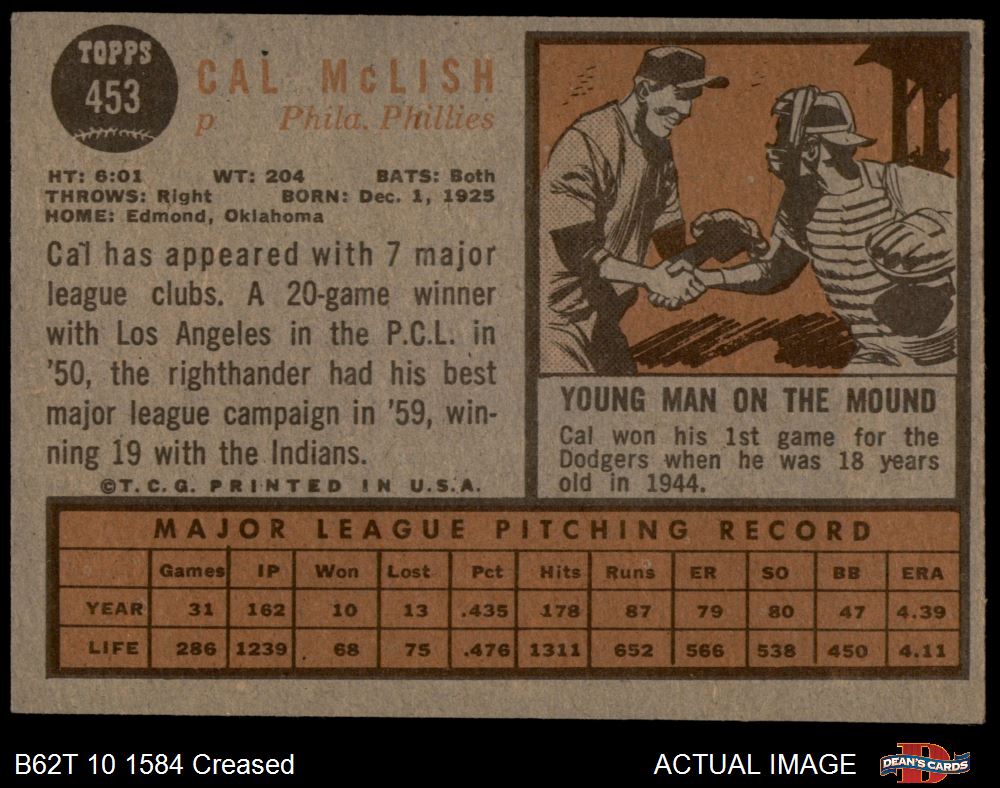 TOPPS
453
CAL McLISH
p Phila. Phillies
HT: 6:01 WT: 204 BATS: Both
THROWS: Right BORN: Dec. 1, 1925
HOME: Edmond, Oklahoma
Cal has appeared with 7 major
league clubs. A 20-game winner
with Los Angeles in the P.C.L. in
'50, the righthander had his best
major league campaign in '59, win-
ning 19 with the Indians.
©T.C.G. PRINTED IN U.S.A.
YOUNG MAN ON THE MOUND
Cal won his 1st game for the
Dodgers when he was 18 years
old in 1944.
MAJOR LEAGUE PITCHING RECORD
Games IP Won Lost Pct Hits Runs ER SO BB ERA
YEAR 31 162 10 13 .435 178 87 79 80 47 4.39
LIFE 286 1239 68 75 .476 1311 652 566 538 450 4.11
B62T 10 1584 Creased ACTUAL IMAGE
D
DEAN'S CARDS